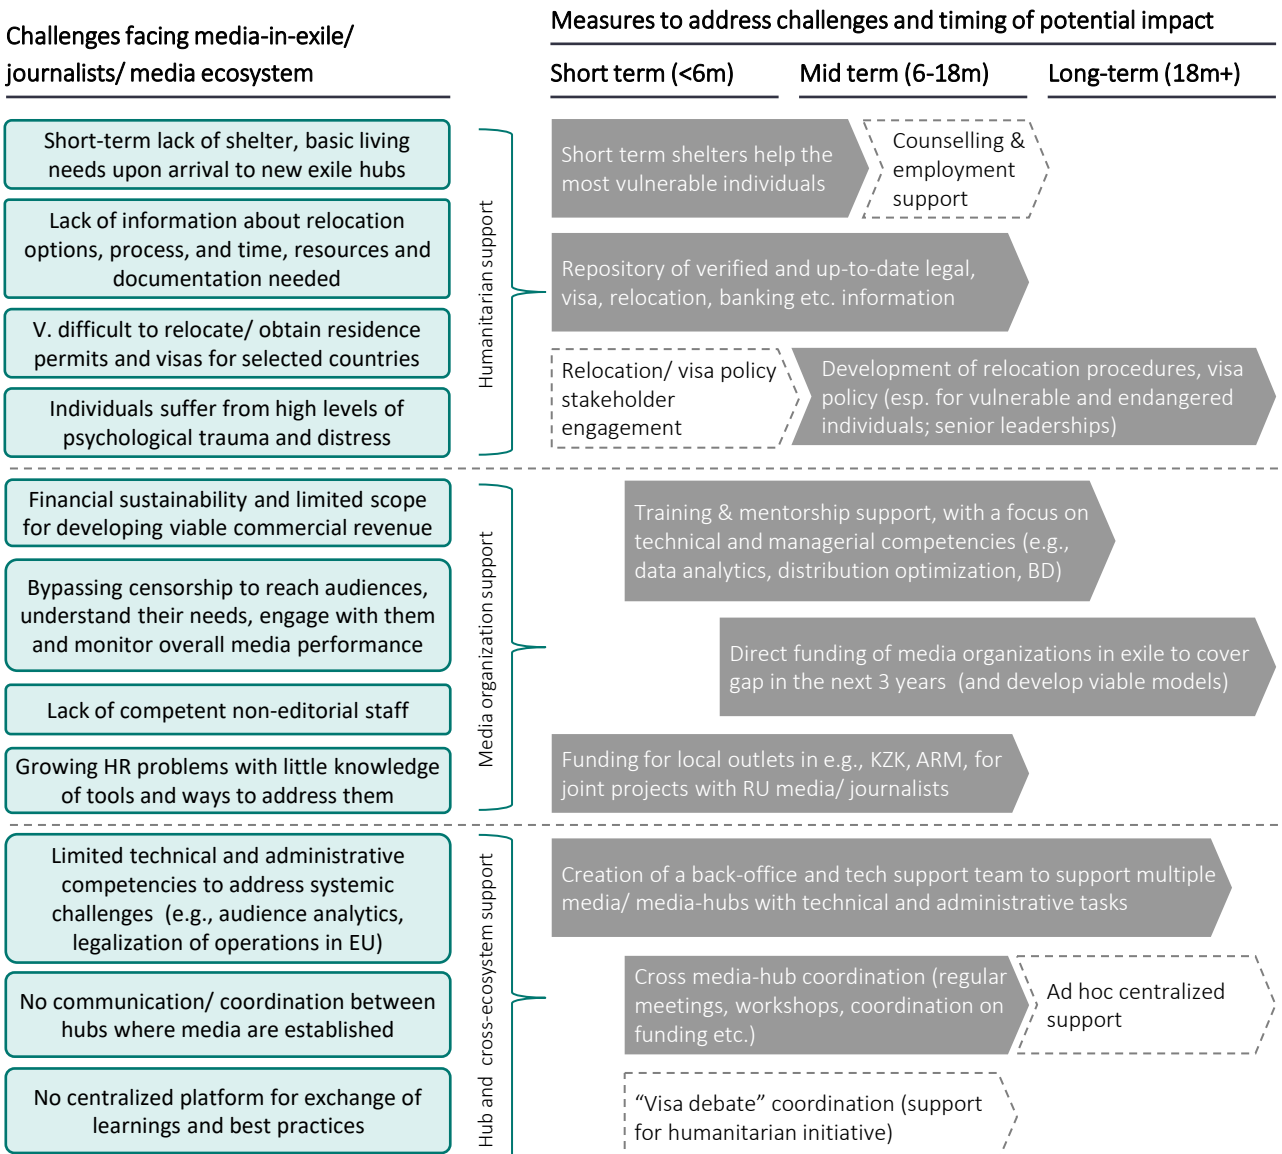 Challenges facing media-in-exile/
journalists/ media ecosystem
Measures to address challenges and timing of potential impact
Short term (<6m)
Mid term (6-18m)
Long-term (18m+)
Short-term lack of shelter, basic living
needs upon arrival to new exile hubs
Lack of information about relocation
options, process, and time, resources and
documentation needed
V. difficult to relocate/ obtain residence
permits and visas for selected countries
Individuals suffer from high levels of
psychological trauma and distress
Humanitarian support
Short term shelters help the
most vulnerable individuals
Counselling &
employment
support
Repository of verified and up-to-date legal,
visa, relocation, banking etc. information
Relocation/ visa policy
stakeholder
engagement
Development of relocation procedures, visa
policy (esp. for vulnerable and endangered
individuals; senior leaderships)
Financial sustainability and limited scope
for developing viable commercial revenue
Bypassing censorship to reach audiences,
understand their needs, engage with them
and monitor overall media performance
Lack of competent non-editorial staff
Growing HR problems with little knowledge
of tools and ways to address them
Media organization support
Training & mentorship support, with a focus on
technical and managerial competencies (e.g.,
data analytics, distribution optimization, BD)
Direct funding of media organizations in exile to cover
gap in the next 3 years (and develop viable models)
Funding for local outlets in e.g., KZK, ARM, for
joint projects with RU media/ journalists
Limited technical and administrative
competencies to address systemic
challenges (e.g., audience analytics,
legalization of operations in EU)
No communication/ coordination between
hubs where media are established
No centralized platform for exchange of
learnings and best practices
Hub and cross-ecosystem support
Creation of a back-office and tech support team to support multiple
media/ media-hubs with technical and administrative tasks
Cross media-hub coordination (regular
meetings, workshops, coordination on
funding etc.)
Ad hoc centralized
support
“Visa debate” coordination (support
for humanitarian initiative)